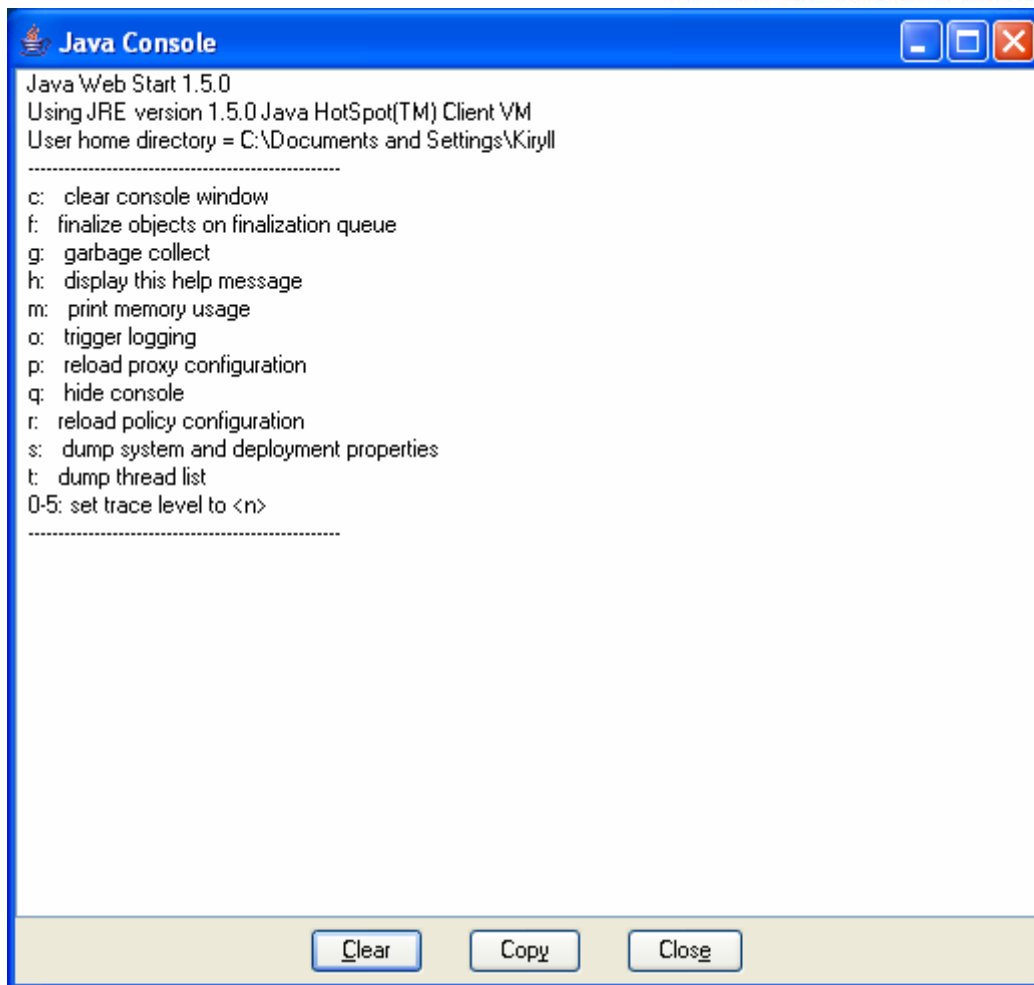 Java Console
Java Web Start 1.5.0
Using JRE version 1.5.0 Java HotSpot(TM) Client VM
User home directory = C:\Documents and Settings\Kiryll
----------------------------------------------------
c: clear console window
f: finalize objects on finalization queue
g: garbage collect
h: display this help message
m: print memory usage
o: trigger logging
p: reload proxy configuration
q: hide console
r: reload policy configuration
s: dump system and deployment properties
t: dump thread list
0-5: set trace level to <n>
----------------------------------------------------
Clear Copy Close